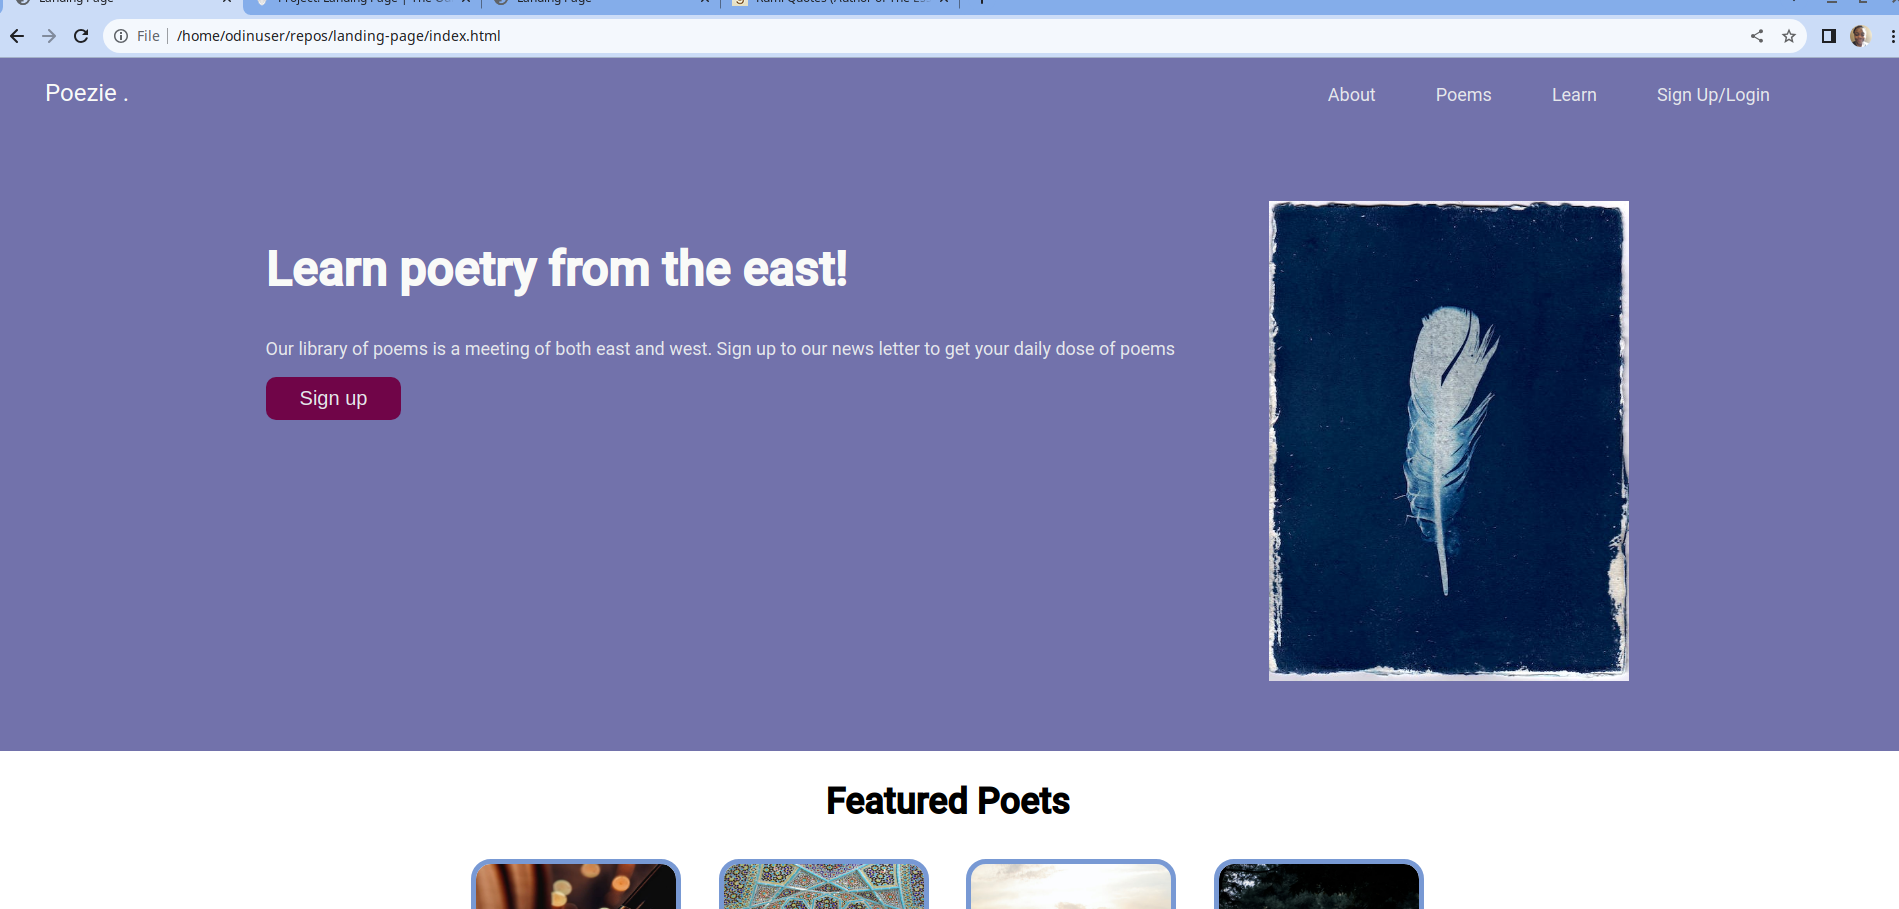 File /home/odinuser/repos/landing-page/index.html
Poezie .
About Poems Learn Sign Up/Login
Learn poetry from the east!
Our library of poems is a meeting of both east and west. Sign up to our news letter to get your daily dose of poems
Sign up
Featured Poets